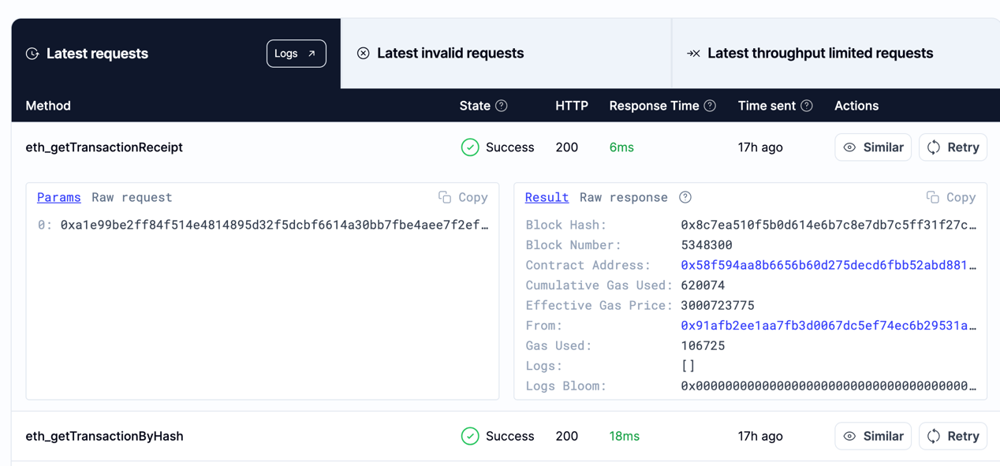 Latest requests Logs Latest invalid requests Latest throughput limited requests
Method State HTTP Response Time Time sent Actions
eth_getTransactionReceipt Success 200 6ms 17h ago Similar Retry
Params Raw request Copy
0: 0xa1e99be2ff84f514e4814895d32f5dcbf6614a30bb7fbe4aee7f2ef…
Result Raw response Copy
Block Hash: 0x8c7ea510f5b0d614e6b7c8e7db7c5ff31f27c…
Block Number: 5348300
Contract Address: 0x58f594aa8b6656b60d275decd6fbb52abd881…
Cumulative Gas Used: 620074
Effective Gas Price: 3000723775
From: 0x91afb2ee1aa7fb3d0067dc5ef74ec6b29531a…
Gas Used: 106725
Logs: []
Logs Bloom: 0x0000000000000000000000000000000000000…
eth_getTransactionByHash Success 200 18ms 17h ago Similar Retry